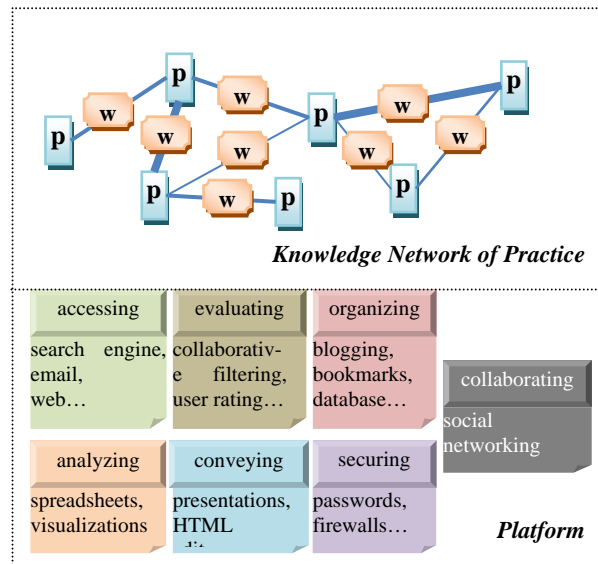 p
p
w
w
w
p
p
w
w
w
w
p
p
w
p
Knowledge Network of Practice
accessing
search engine,
email,
web…
evaluating
collaborativ-
e filtering,
user rating…
organizing
blogging,
bookmarks,
database…
collaborating
social
networking
analyzing
spreadsheets,
visualizations
conveying
presentations,
HTML
securing
passwords,
firewalls…
Platform